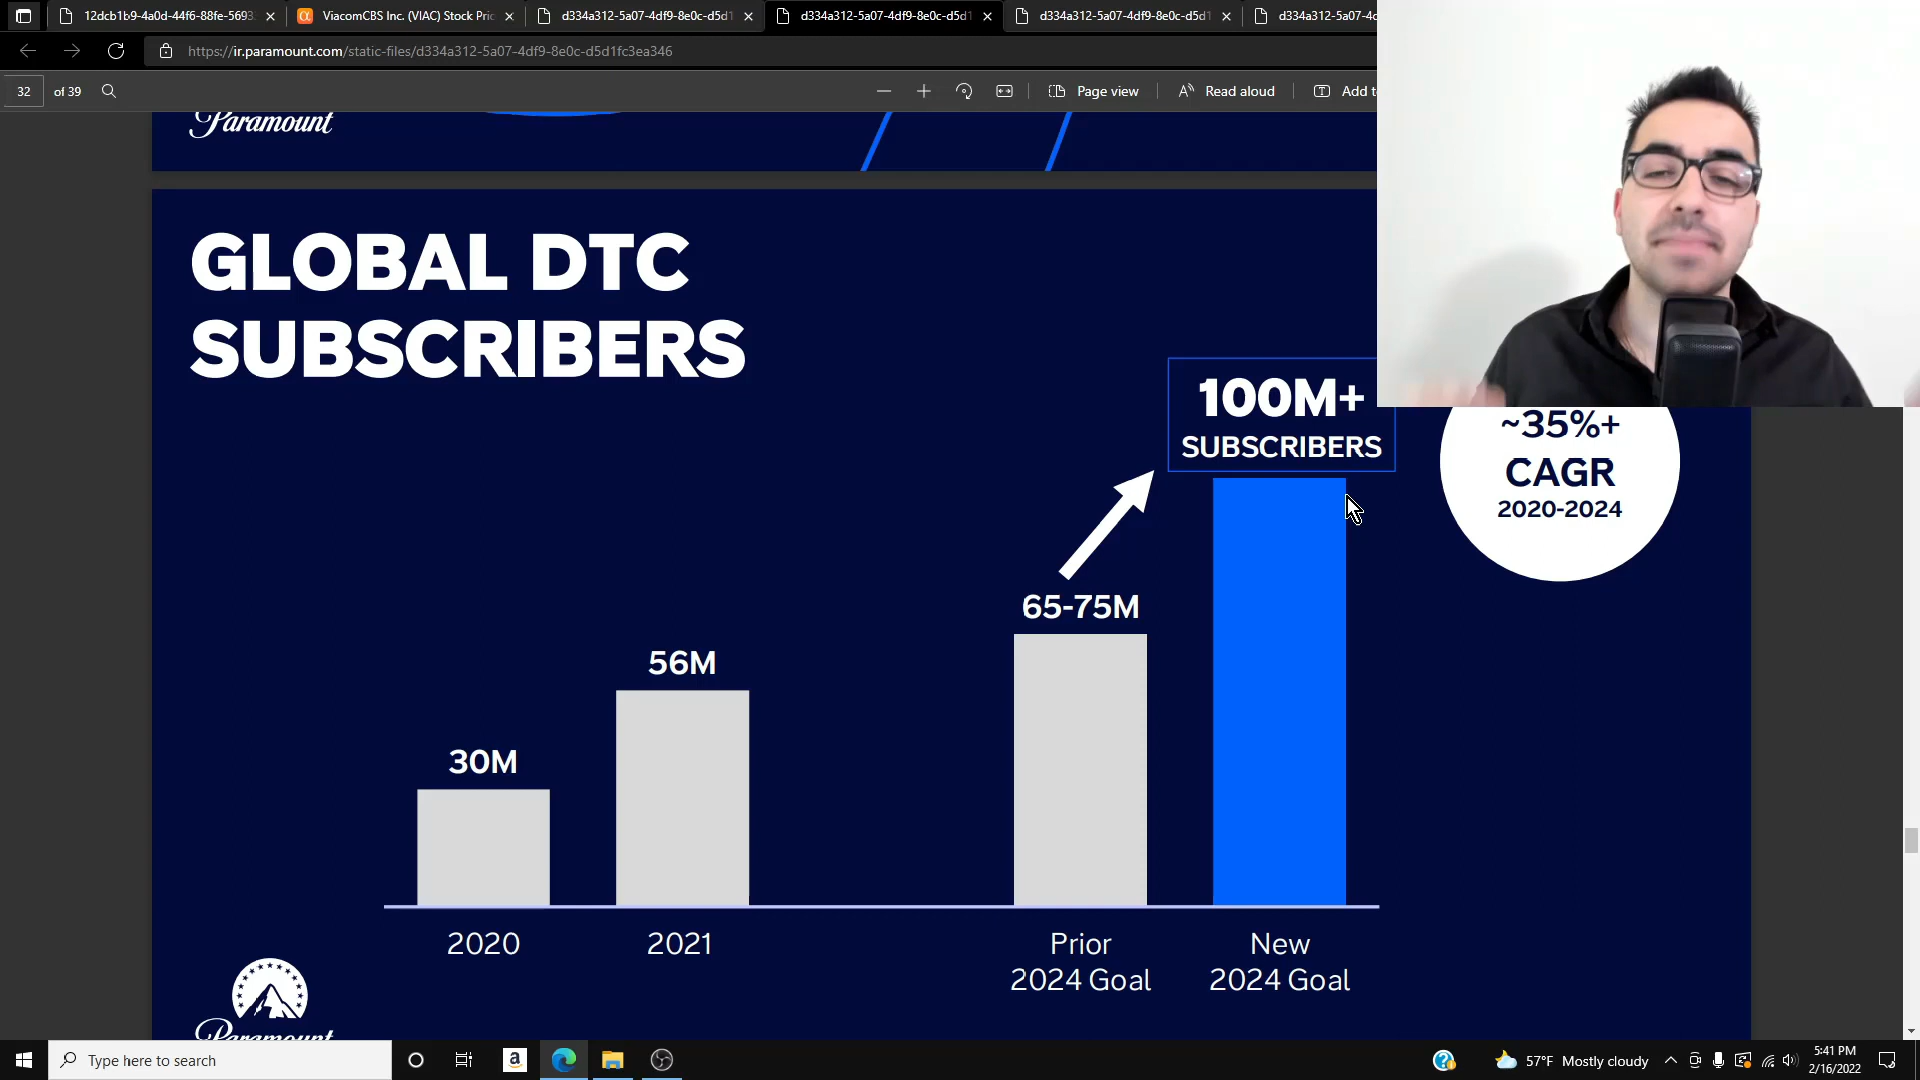 12dcb1b9-4a0d-44f6-88fe-5693
ViacomCBS Inc. (VIAC) Stock Pric
d334a312-5a07-4df9-8e0c-d5d1
d334a312-5a07-4df9-8e0c-d5d1
d334a312-5a07-4df9-8e0c-d5d1
d334a312-5a07-4d
https://ir.paramount.com/static-files/d334a312-5a07-4df9-8e0c-d5d1fc3ea346
32 of 39
Page view
Read aloud
Add t
Paramount
GLOBAL DTC
SUBSCRIBERS
100M+
SUBSCRIBERS
~35%+
CAGR
2020-2024
65-75M
56M
30M
2020
2021
Prior
2024 Goal
New
2024 Goal
Paramount
Type here to search
a
57°F Mostly cloudy
5:41 PM
2/16/2022